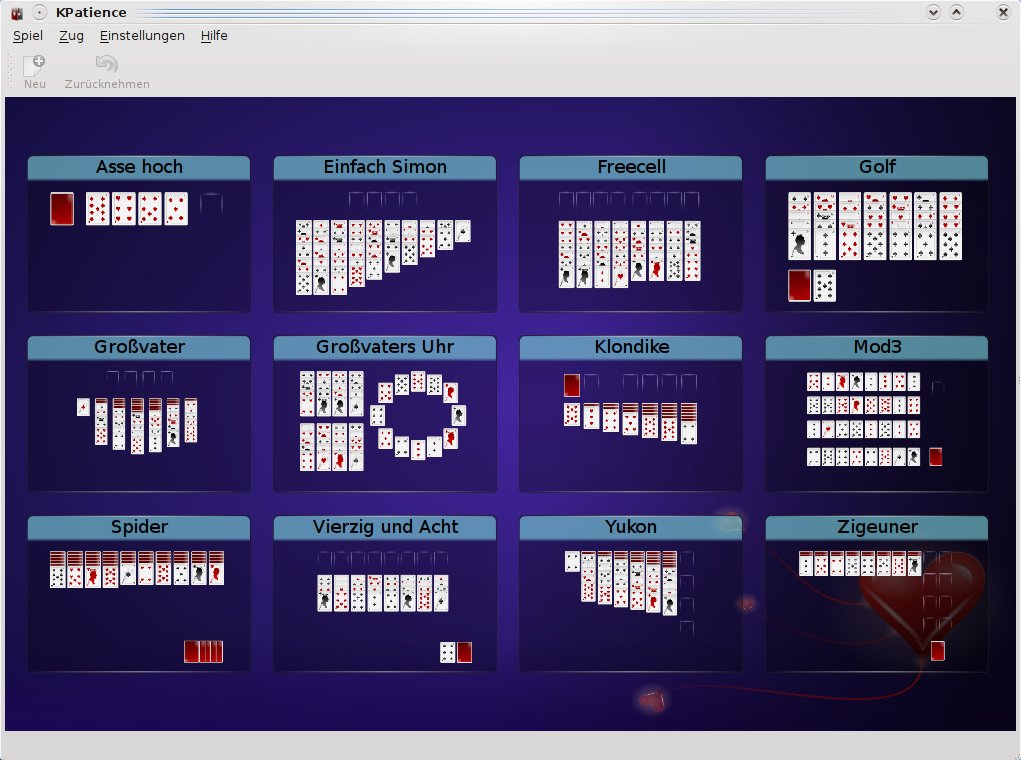 KPatience
Spiel Zug Einstellungen Hilfe
Neu Zurücknehmen
Asse hoch Einfach Simon Freecell Golf
Großvater Großvaters Uhr Klondike Mod3
Spider Vierzig und Acht Yukon Zigeuner